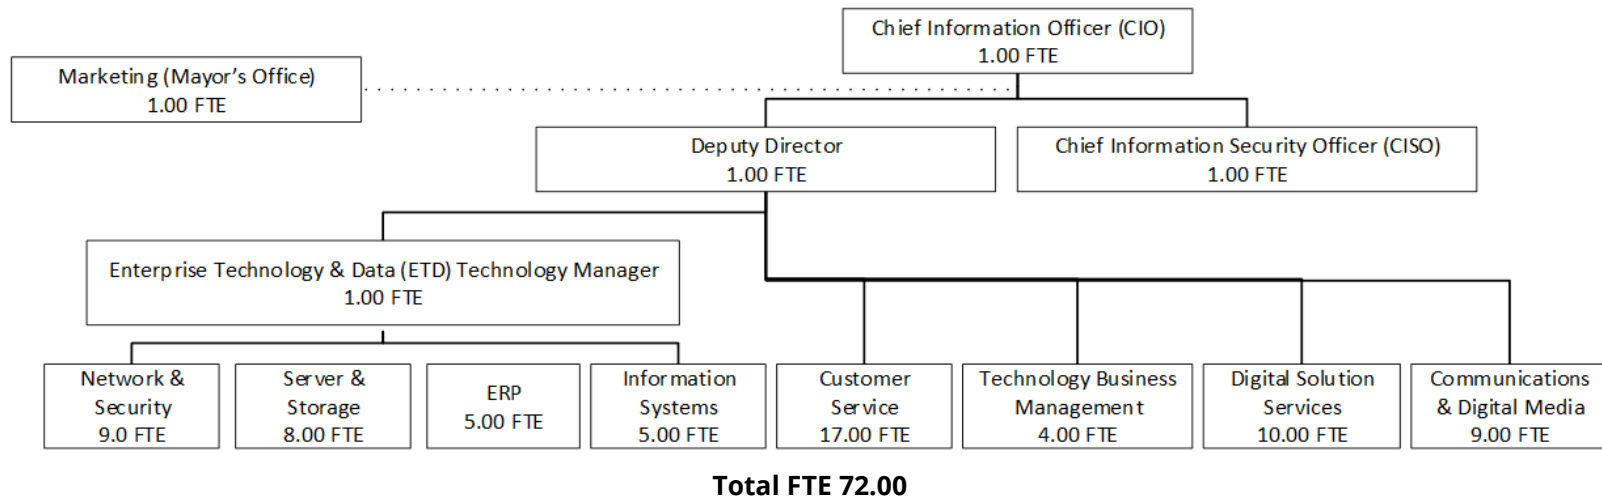 Chief Information Officer (CIO)
1.00 FTE
Marketing (Mayor's Office)
1.00 FTE
Deputy Director
1.00 FTE
Chief Information Security Officer (CISO)
1.00 FTE
Enterprise Technology & Data (ETD) Technology Manager
1.00 FTE
Network &
Security
9.0 FTE
Server &
Storage
8.00 FTE
ERP
5.00 FTE
Information
Systems
5.00 FTE
Customer
Service
17.00 FTE
Technology Business
Management
4.00 FTE
Digital Solution
Services
10.00 FTE
Communications
& Digital Media
9.00 FTE
Total FTE 72.00